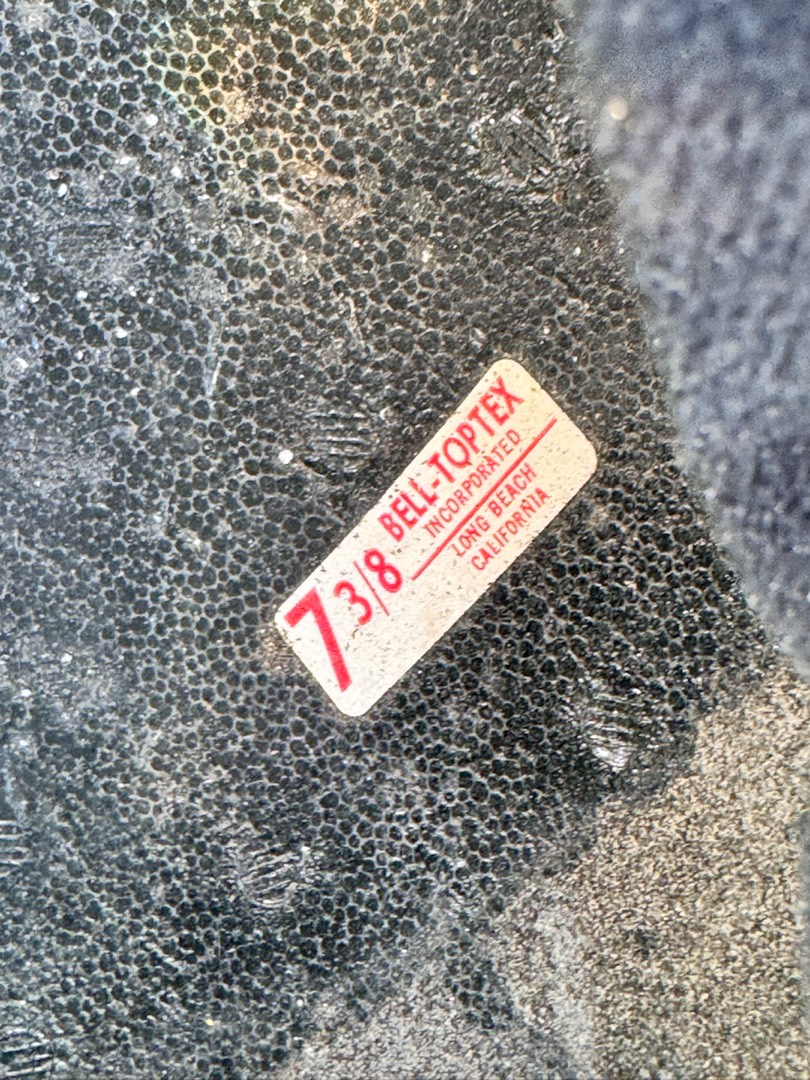 7 3/8
BELL-TOPTEX
INCORPORATED
LONG BEACH
CALIFORNIA